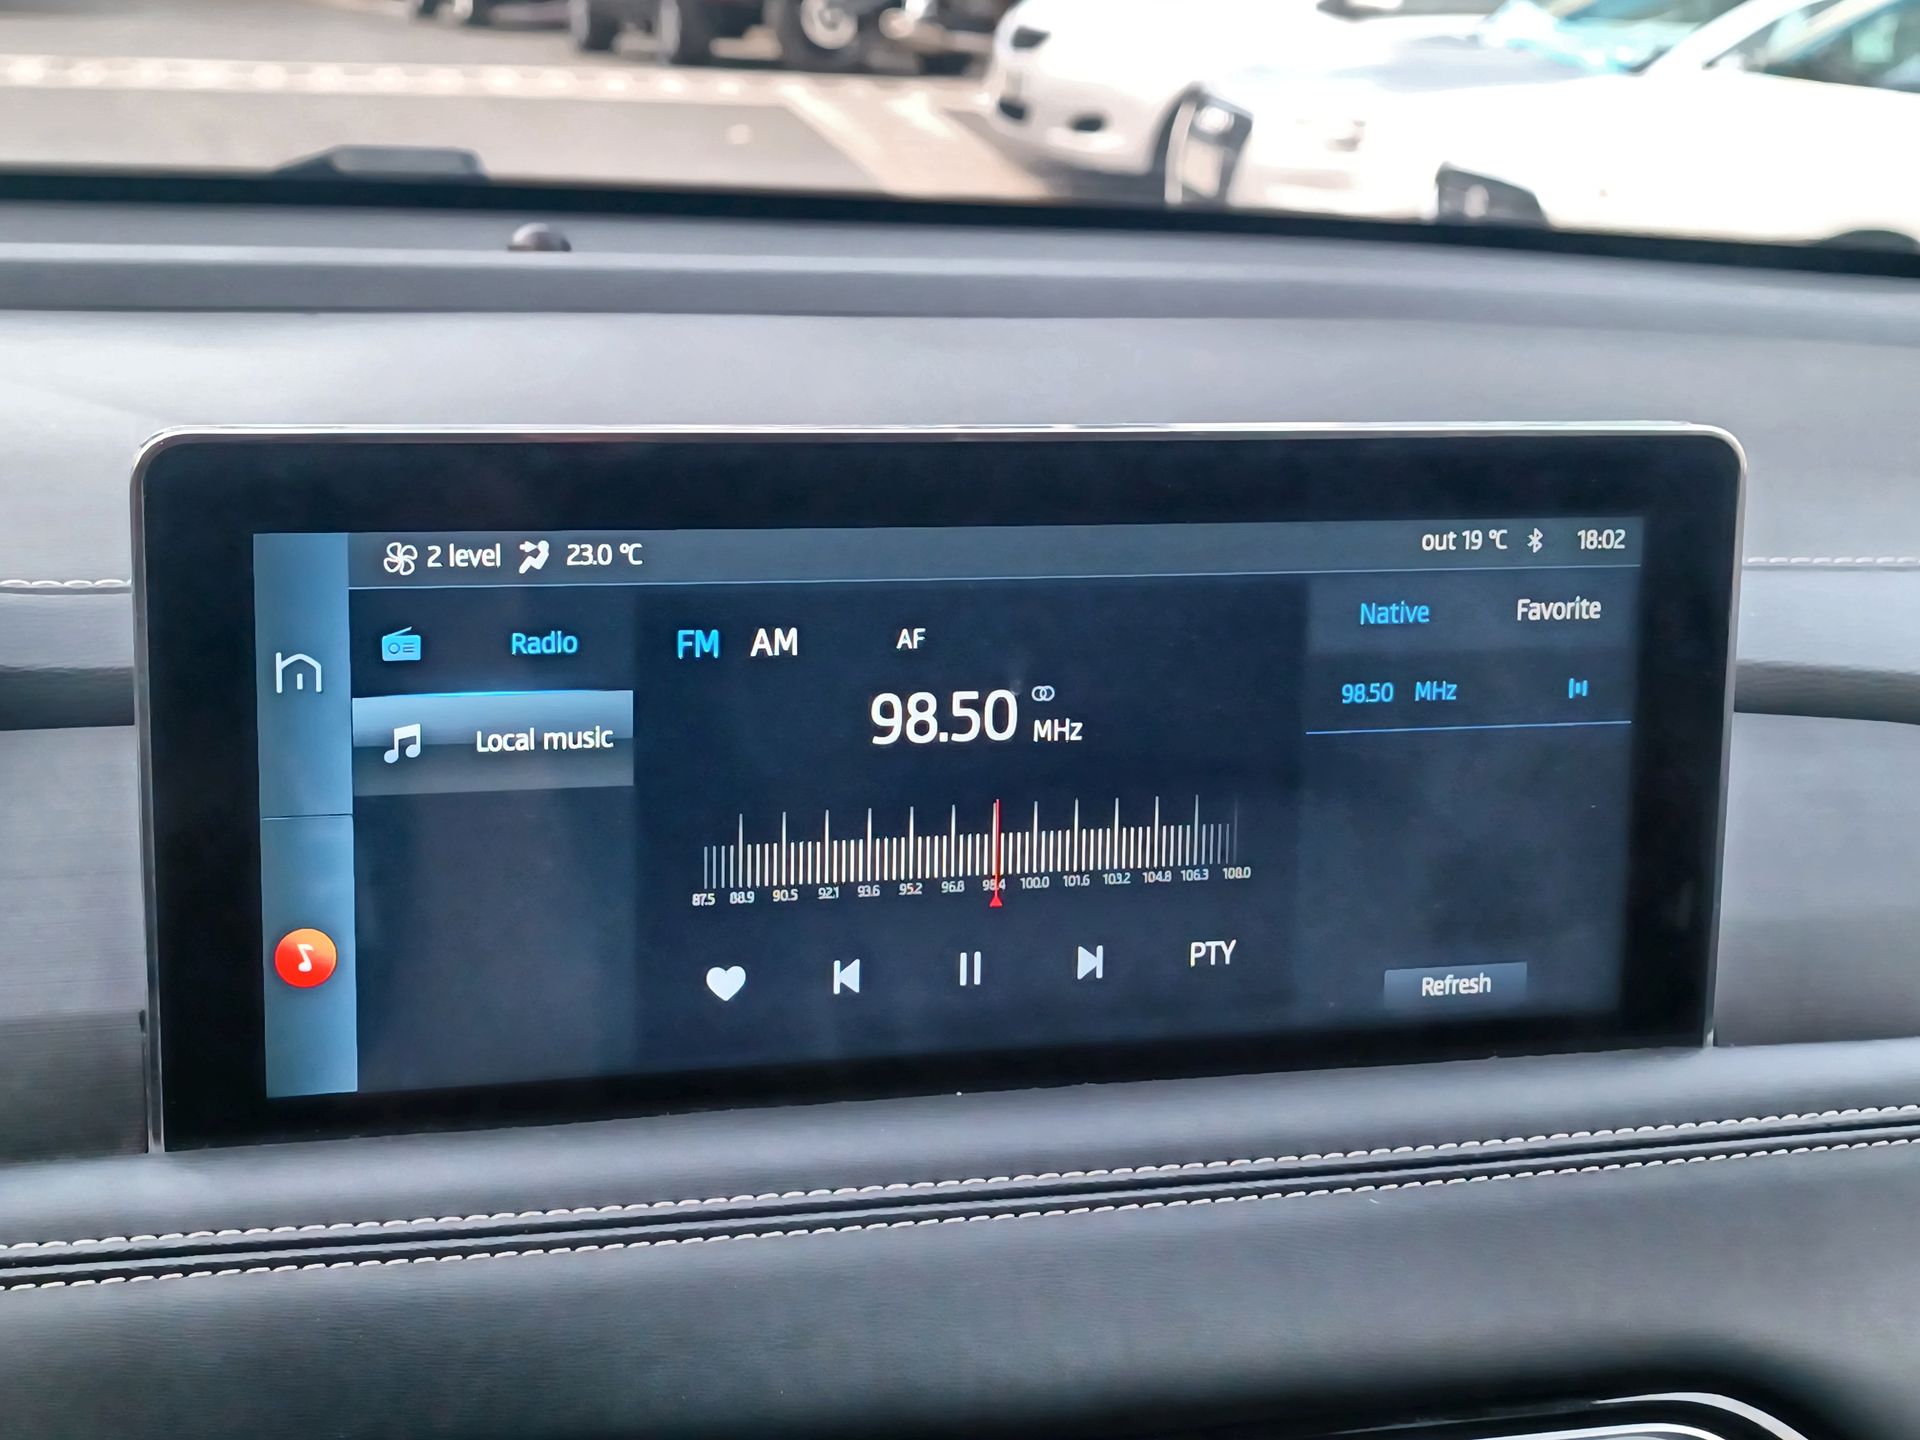 2 level 23.0 °C out 19 °C 18:02
Radio
Local music
FM AM AF
98.50 MHz
87.5 88.9 90.5 92.1 93.6 95.2 96.8 98.4 100.0 101.6 103.2 104.8 106.3 108.0
PTY
Native Favorite
98.50 MHz
Refresh